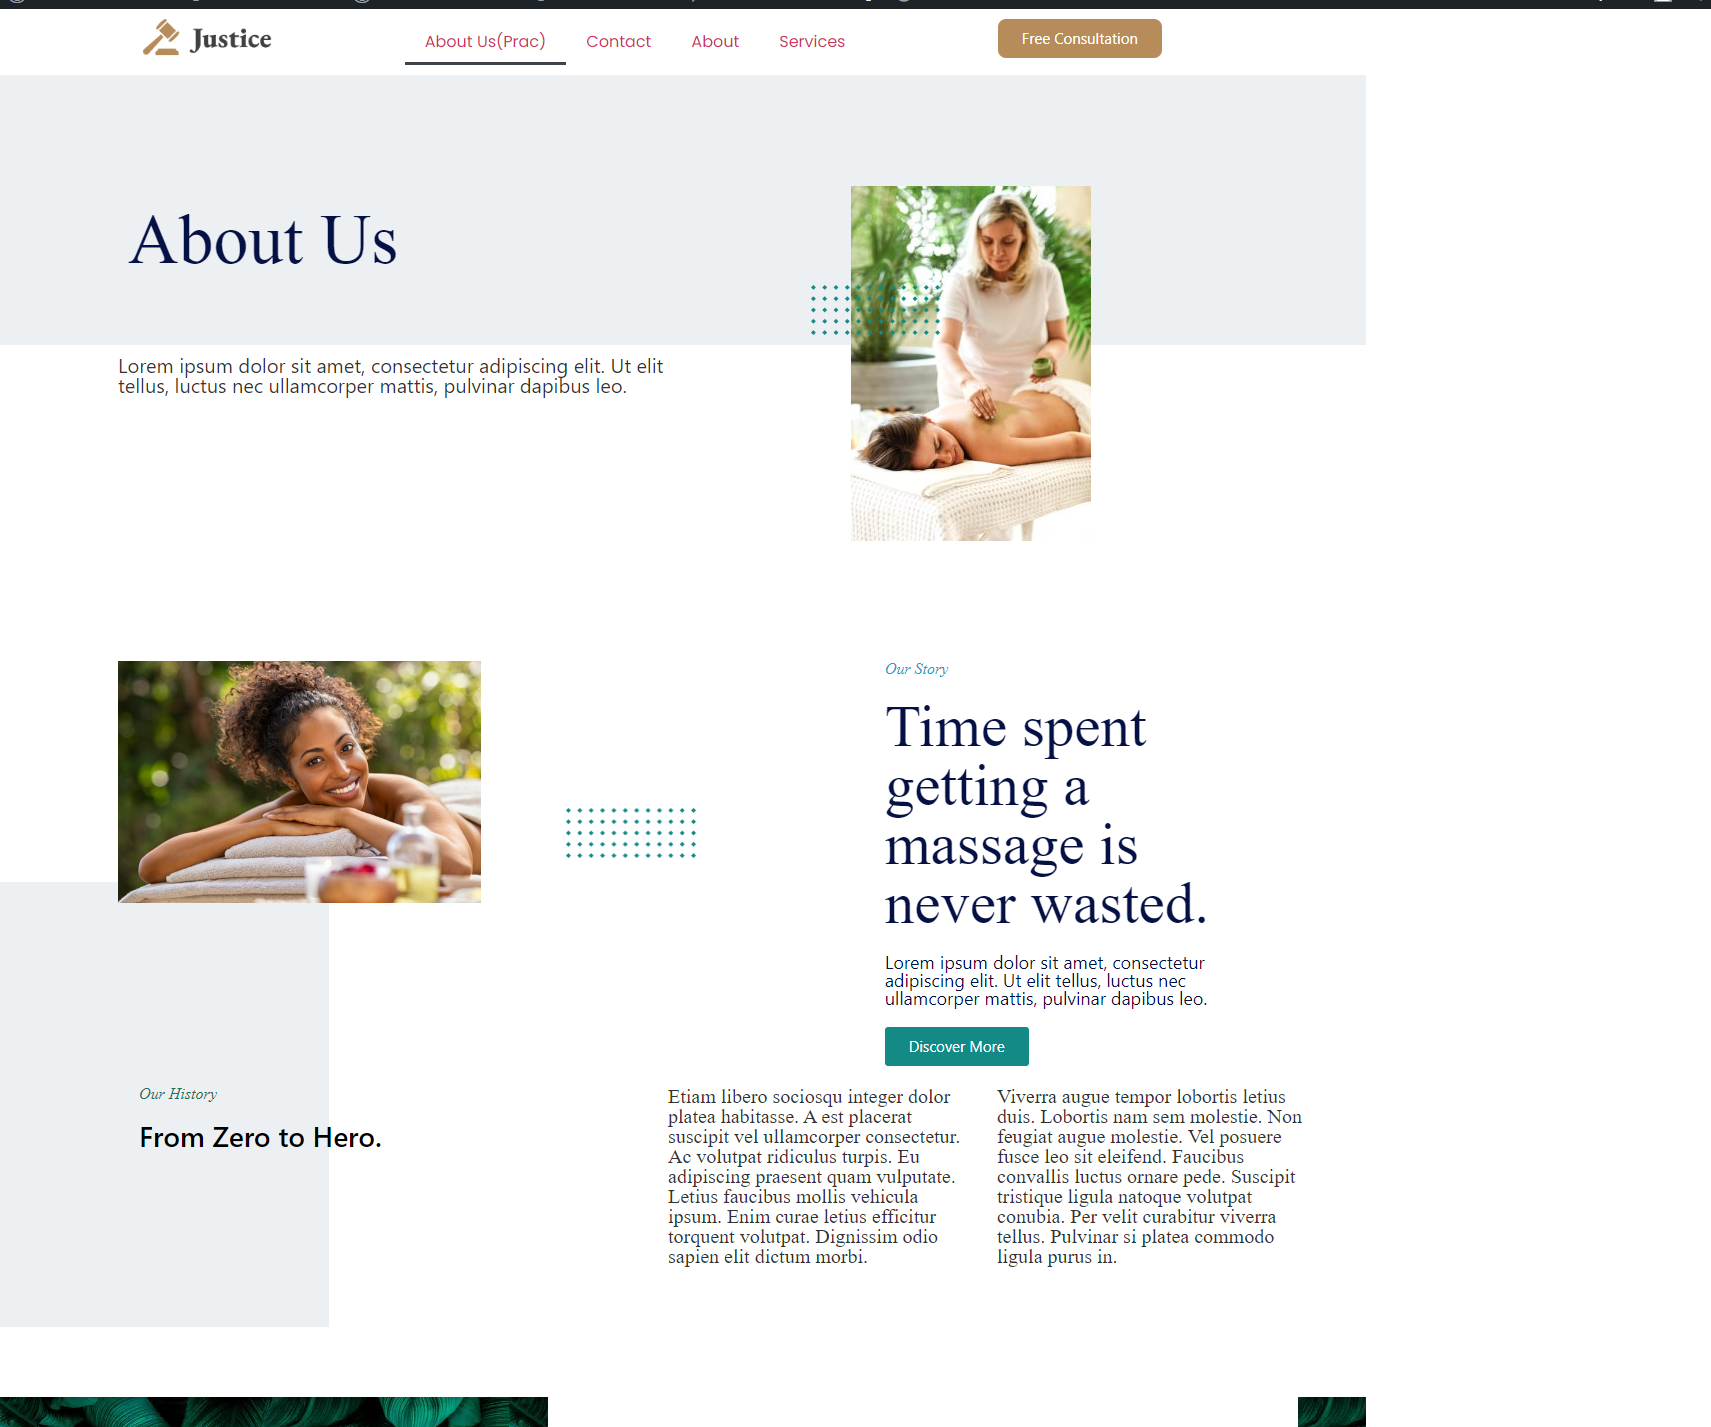 Justice
About Us(Prac)
Contact
About
Services
Free Consultation
About Us
Lorem ipsum dolor sit amet, consectetur adipiscing elit. Ut elit
tellus, luctus nec ullamcorper mattis, pulvinar dapibus leo.
Our Story
Time spent
getting a
massage is
never wasted.
Lorem ipsum dolor sit amet, consectetur
adipiscing elit. Ut elit tellus, luctus nec
ullamcorper mattis, pulvinar dapibus leo.
Discover More
Our History
From Zero to Hero.
Etiam libero sociosqu integer dolor
platea habitasse. A est placerat
suscipit vel ullamcorper consectetur.
Ac volutpat ridiculus turpis. Eu
adipiscing praesent quam vulputate.
Letius faucibus mollis vehicula
ipsum. Enim curae letius efficitur
torquent volutpat. Dignissim odio
sapien elit dictum morbi.
Viverra augue tempor lobortis letius
duis. Lobortis nam sem molestie. Non
feugiat augue molestie. Vel posuere
fusce leo sit eleifend. Faucibus
convallis luctus ornare pede. Suscipit
tristique ligula natoque volutpat
conubia. Per velit curabitur viverra
tellus. Pulvinar si platea commodo
ligula purus in.